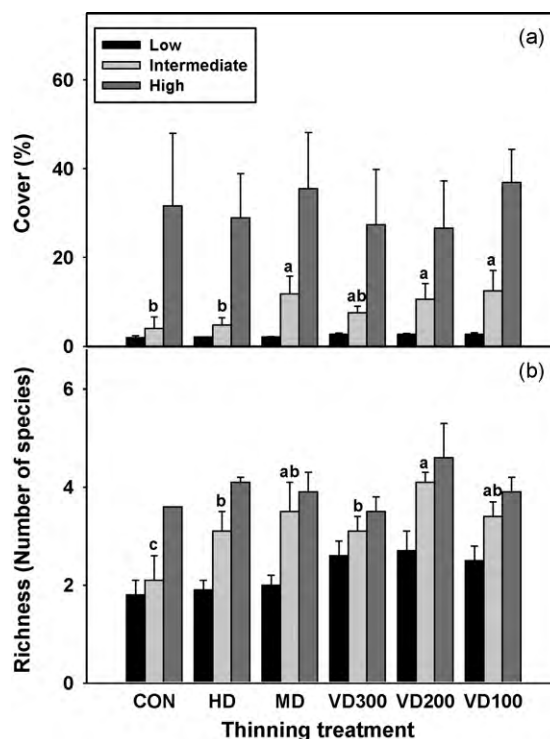 (a)
Low
Intermediate
High
60
40
20
0
Cover (%)
b
b
a
ab
a
a
(b)
6
4
2
0
Richness (Number of species)
c
b
ab
b
a
ab
CON HD MD VD300 VD200 VD100
Thinning treatment